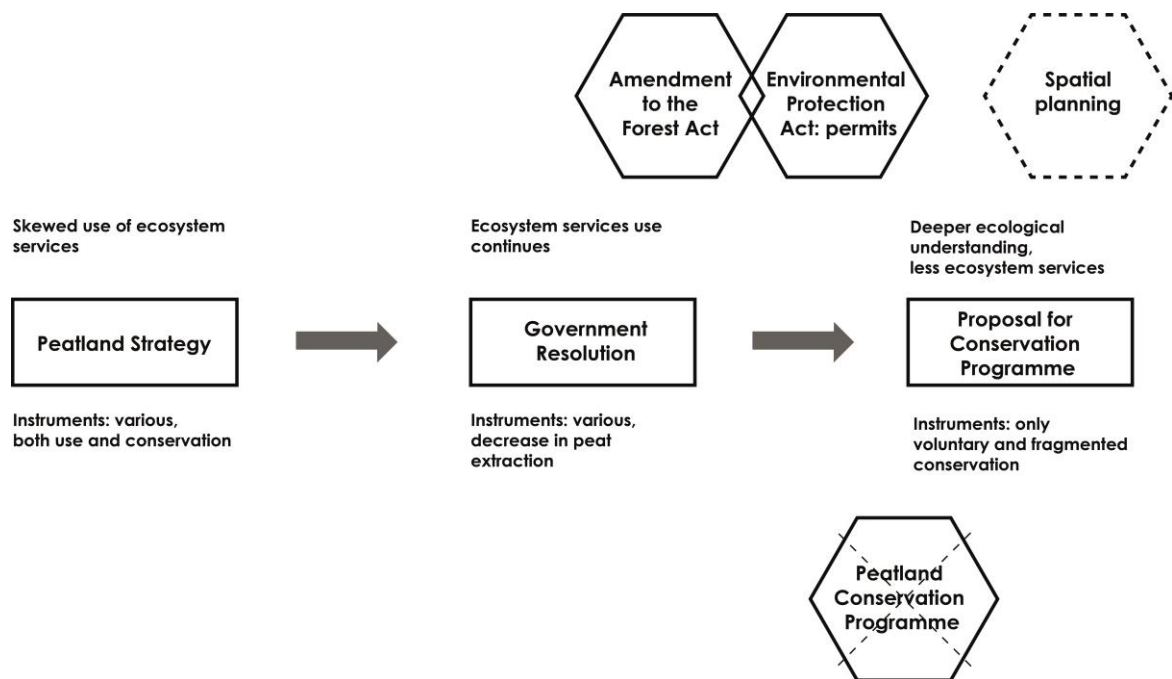 Amendment
to the
Forest Act
Environmental
Protection
Act: permits
Spatial
planning
Skewed use of ecosystem
services
Ecosystem services use
continues
Deeper ecological
understanding,
less ecosystem services
Peatland Strategy
Government
Resolution
Proposal for
Conservation
Programme
Instruments: various,
both use and conservation
Instruments: various,
decrease in peat
extraction
Instruments: only
voluntary and fragmented
conservation
Peatland
Conservation
Programme